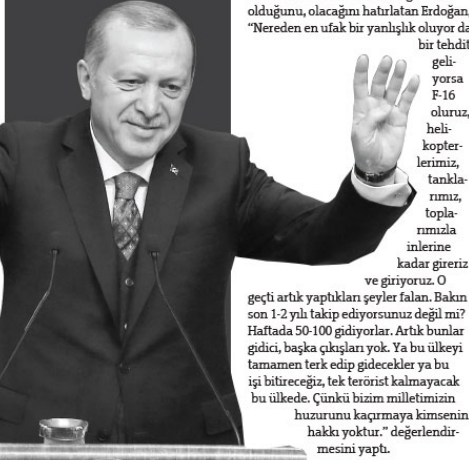 olduğunu, olacağını hatırlatan Erdoğan,
“Nereden en ufak bir yanlışlık oluyor da
bir tehdit
geli-
yorsa
F-16
oluruz,
heli-
kopter-
lerimiz,
tankla-
rımız,
topla-
rımızla
inlerine
kadar gireriz
ve giriyoruz. O
geçti artık yaptıkları şeyler falan. Bakın
son 1-2 yılı takip ediyorsunuz değil mi?
Haftada 50-100 gidiyorlar. Artık bunlar
gidici, başka çıkışları yok. Ya bu ülkeyi
tamamen terk edip gidecekler ya bu
işi bitireceğiz, tek terörist kalmayacak
bu ülkede. Çünkü bizim milletimizin
huzurunu kaçırmaya kimsenin
hakkı yoktur.” değerlendir-
mesini yaptı.